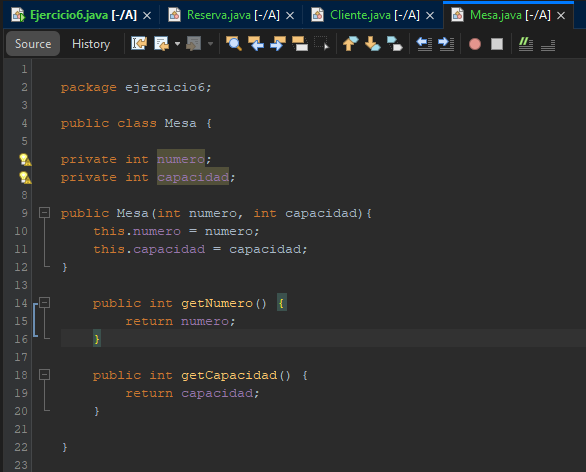 Ejercicio6.java [-/A] Reserva.java [-/A] Cliente.java [-/A] Mesa.java [-/A]
Source History
1
2 package ejercicio6;
3
4 public class Mesa {
5
6 private int numero;
7 private int capacidad;
8
9 public Mesa(int numero, int capacidad){
10 this.numero = numero;
11 this.capacidad = capacidad;
12 }
13
14 public int getNumero() {
15 return numero;
16 }
17
18 public int getCapacidad() {
19 return capacidad;
20 }
21
22 }
23